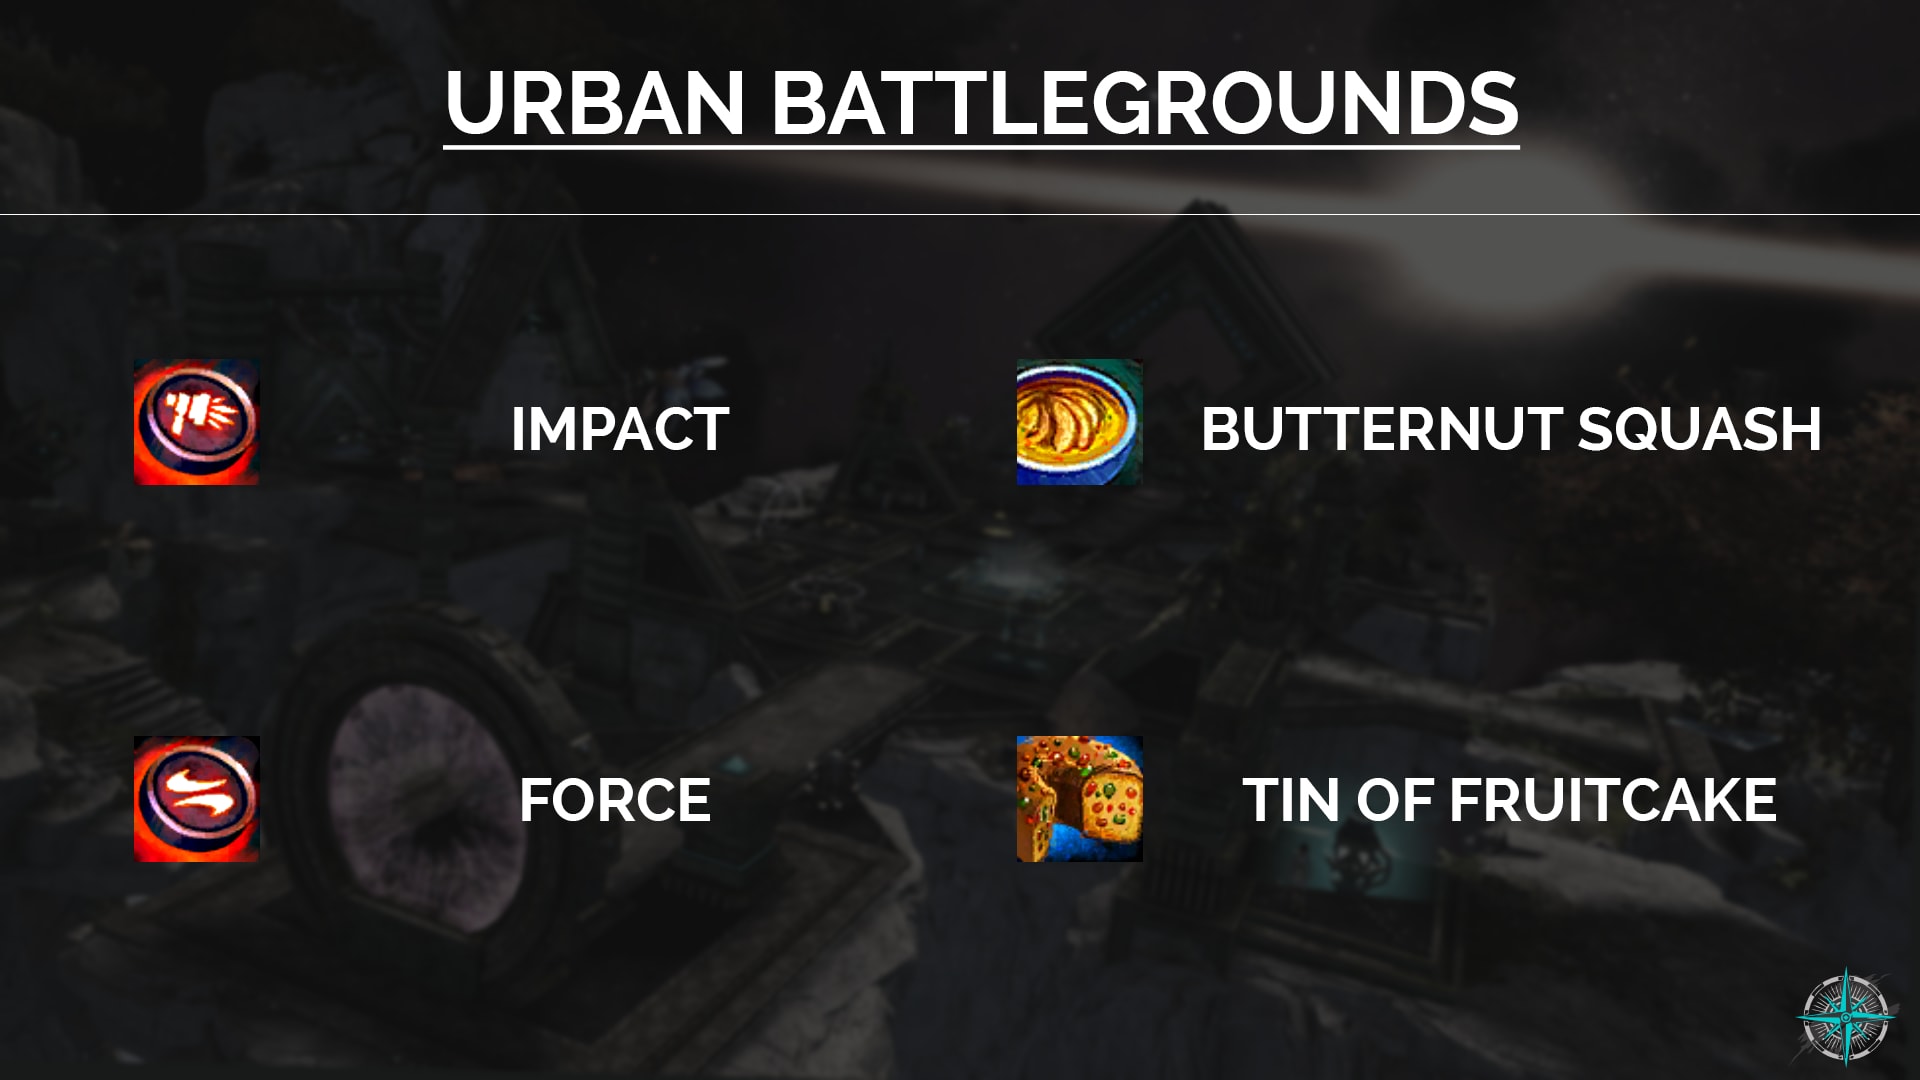 URBAN BATTLEGROUNDS
IMPACT
BUTTERNUT SQUASH
FORCE
TIN OF FRUITCAKE